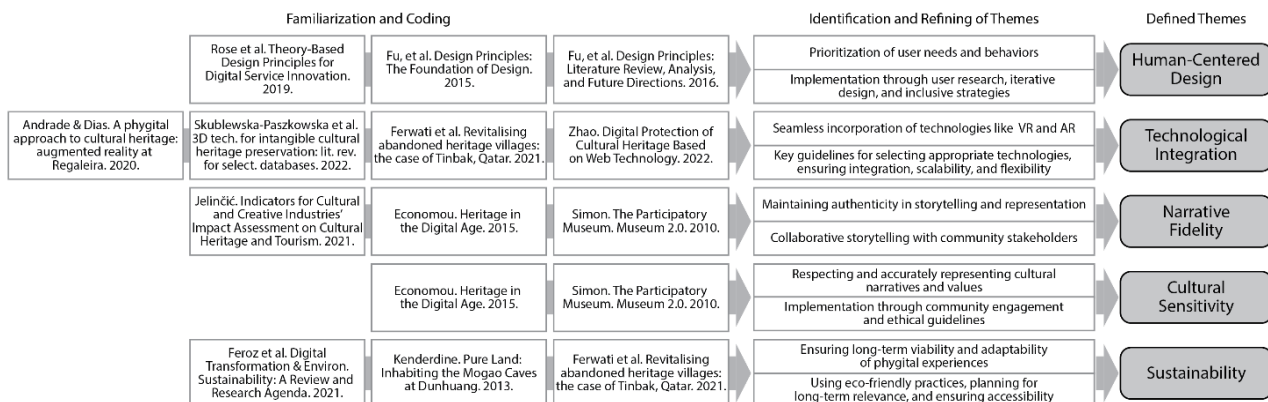 Familiarization and Coding
Identification and Refining of Themes
Defined Themes
Rose et al. Theory-Based
Design Principles for
Digital Service Innovation.
2019.
Fu, et al. Design Principles:
The Foundation of Design.
2015.
Fu, et al. Design Principles:
Literature Review, Analysis,
and Future Directions. 2016.
Prioritization of user needs and behaviors
Implementation through user research, iterative
design, and inclusive strategies
Human-Centered
Design
Andrade & Dias. A phygital
approach to cultural heritage:
augmented reality at
Regaleira. 2020.
Skublewska-Paszkowska et al.
3D tech. for intangible cultural
heritage preservation: lit. rev.
for select. databases. 2022.
Ferwati et al. Revitalising
abandoned heritage villages:
the case of Tinbak, Qatar. 2021.
Zhao. Digital Protection of
Cultural Heritage Based
on Web Technology. 2022.
Seamless incorporation of technologies like VR and AR
Key guidelines for selecting appropriate technologies,
ensuring integration, scalability, and flexibility
Technological
Integration
Jelinčić. Indicators for Cultural
and Creative Industries'
Impact Assessment on Cultural
Heritage and Tourism. 2021.
Economou. Heritage in
the Digital Age. 2015.
Simon. The Participatory
Museum. Museum 2.0. 2010.
Maintaining authenticity in storytelling and representation
Collaborative storytelling with community stakeholders
Narrative
Fidelity
Economou. Heritage in
the Digital Age. 2015.
Simon. The Participatory
Museum. Museum 2.0. 2010.
Respecting and accurately representing cultural
narratives and values
Implementation through community engagement
and ethical guidelines
Cultural
Sensitivity
Feroz et al. Digital
Transformation & Environ.
Sustainability: A Review and
Research Agenda. 2021.
Kenderdine. Pure Land:
Inhabiting the Mogao Caves
at Dunhuang. 2013.
Ferwati et al. Revitalising
abandoned heritage villages:
the case of Tinbak, Qatar. 2021.
Ensuring long-term viability and adaptability
of phygital experiences
Using eco-friendly practices, planning for
long-term relevance, and ensuring accessibility
Sustainability